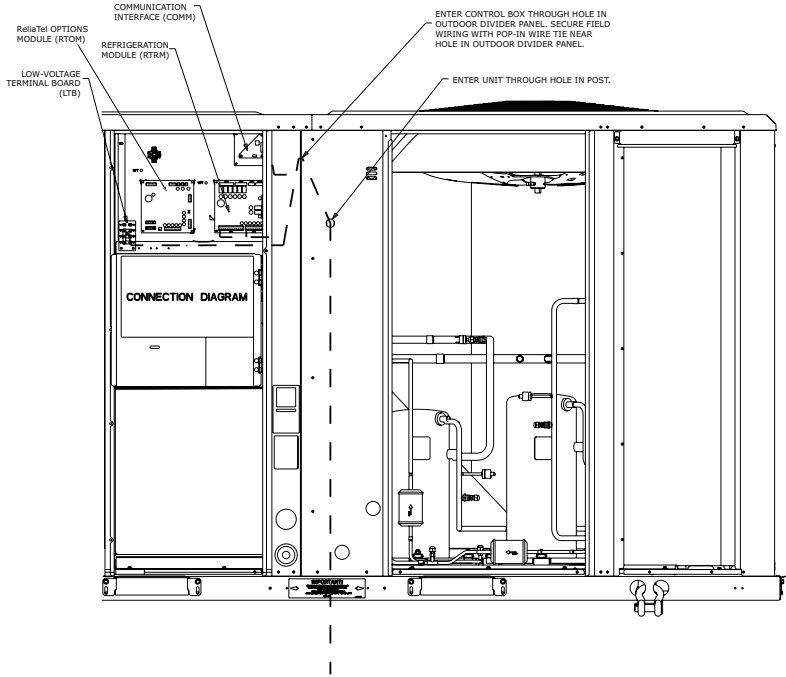 COMMUNICATION
INTERFACE (COMM)
ReliaTel OPTIONS
MODULE (RTOM)
REFRIGERATION
MODULE (RTRM)
LOW-VOLTAGE
TERMINAL BOARD
(LTB)
ENTER CONTROL BOX THROUGH HOLE IN
OUTDOOR DIVIDER PANEL. SECURE FIELD
WIRING WITH POP-IN WIRE TIE NEAR
HOLE IN OUTDOOR DIVIDER PANEL.
ENTER UNIT THROUGH HOLE IN POST.
CONNECTION DIAGRAM
IMPORTANT!